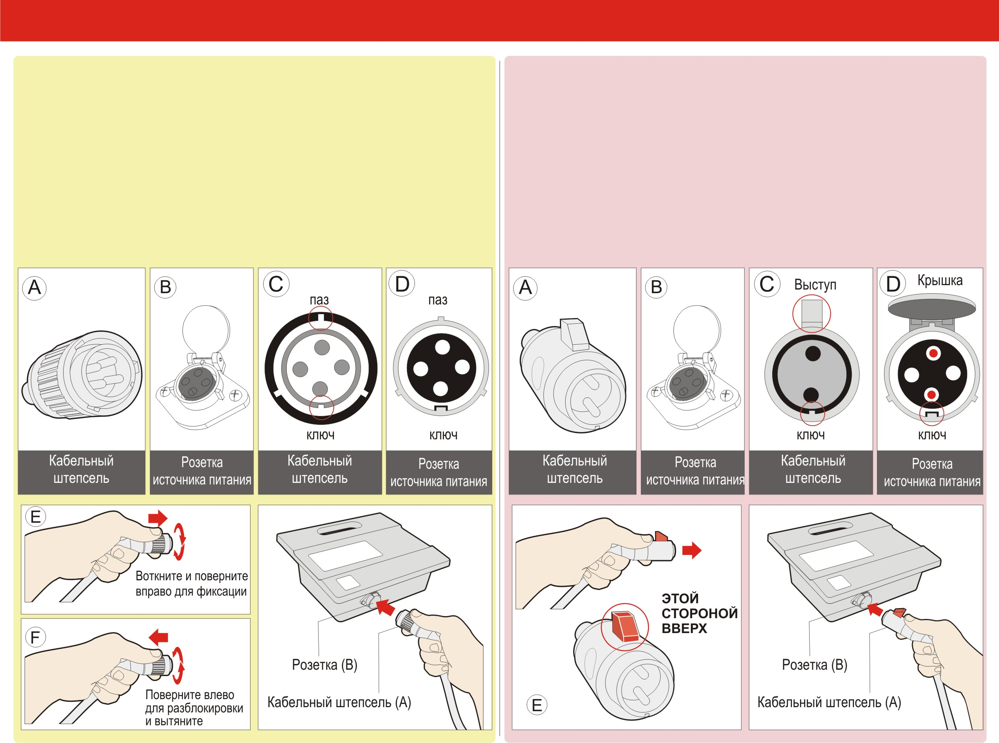 A
B
C
паз
ключ
D
паз
ключ
Кабельный
штепсель
Розетка
источника питания
Кабельный
штепсель
Розетка
источника питания
E
Воткните и поверните
вправо для фиксации
F
Поверните влево
для разблокировки
и вытяните
Розетка (B)
Кабельный штепсель (A)
A
B
C
Выступ
ключ
D
Крышка
ключ
Кабельный
штепсель
Розетка
источника питания
Кабельный
штепсель
Розетка
источника питания
ЭТОЙ
СТОРОНОЙ
ВВЕРХ
E
Розетка (B)
Кабельный штепсель (A)